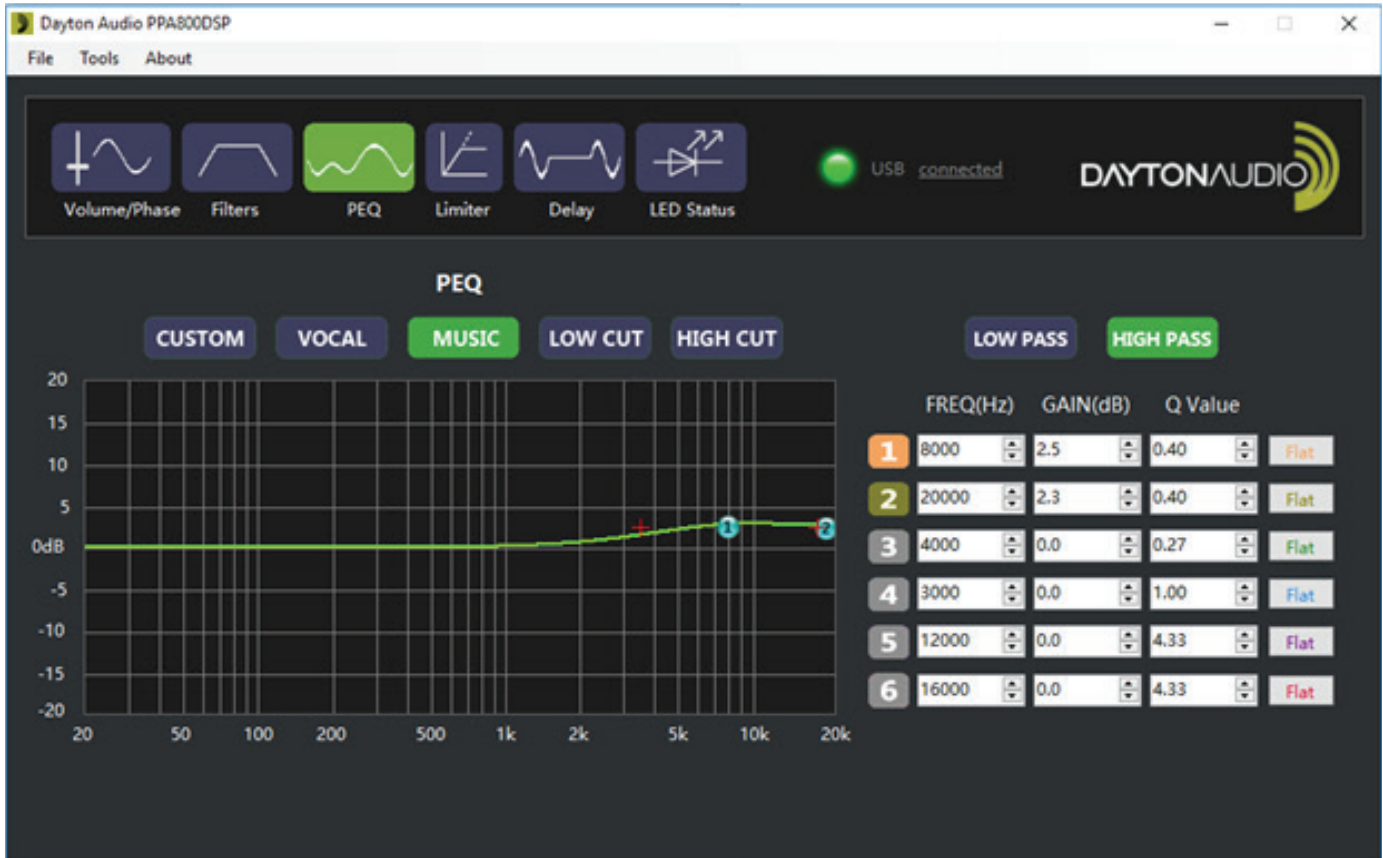 Dayton Audio PPA800DSP
File Tools About
Volume/Phase Filters PEQ Limiter Delay LED Status
USB connected
DAYTONAUDIO
PEQ
CUSTOM VOCAL MUSIC LOW CUT HIGH CUT
LOW PASS HIGH PASS
20
15
10
5
0dB
-5
-10
-15
-20
20 50 100 200 500 1k 2k 5k 10k 20k
1
2
FREQ(Hz) GAIN(dB) Q Value
1 8000 2.5 0.40 Flat
2 20000 2.3 0.40 Flat
3 4000 0.0 0.27 Flat
4 3000 0.0 1.00 Flat
5 12000 0.0 4.33 Flat
6 16000 0.0 4.33 Flat